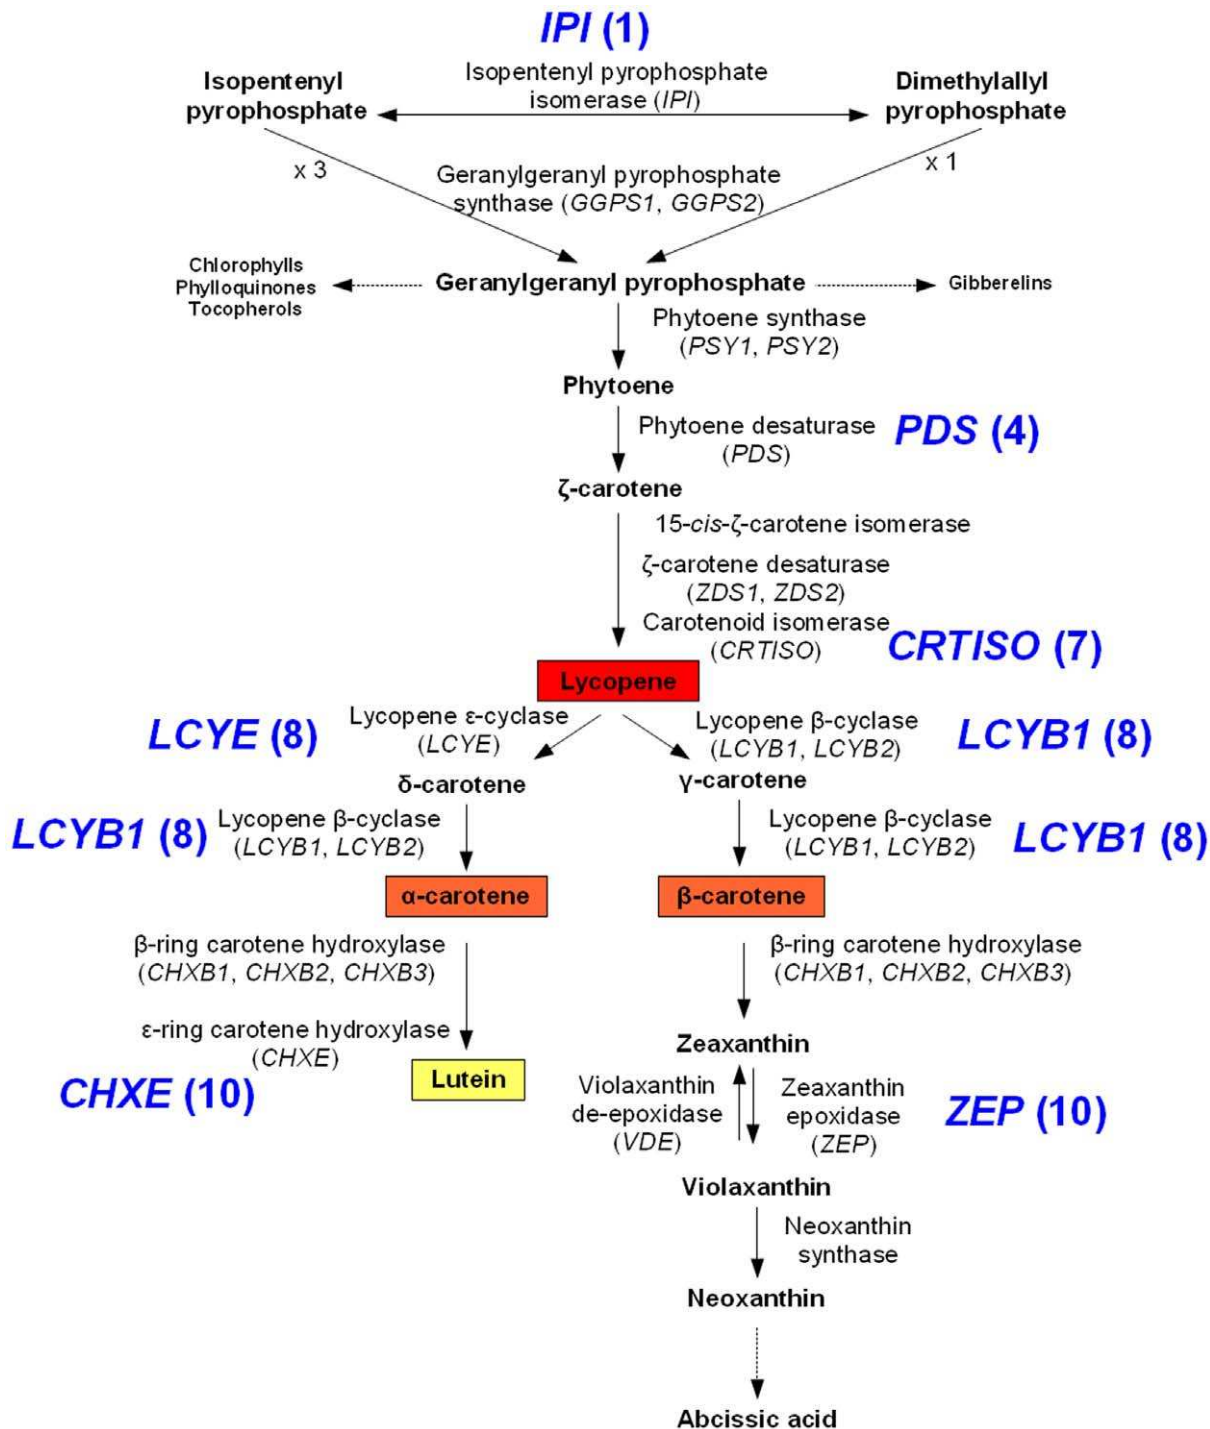 IPI (1)
Isopentenyl
pyrophosphate
Isopentenyl pyrophosphate
isomerase (IPI)
Dimethylallyl
pyrophosphate
x 3
x 1
Geranylgeranyl pyrophosphate
synthase (GGPS1, GGPS2)
Chlorophylls
Phylloquinones
Tocopherols
Geranylgeranyl pyrophosphate
Gibberelins
Phytoene synthase
(PSY1, PSY2)
Phytoene
Phytoene desaturase
(PDS)
PDS (4)
ζ-carotene
15-cis-ζ-carotene isomerase
ζ-carotene desaturase
(ZDS1, ZDS2)
Carotenoid isomerase
(CRTISO)
CRTISO (7)
Lycopene
LCYE (8)
Lycopene ε-cyclase
(LCYE)
Lycopene β-cyclase
(LCYB1, LCYB2)
LCYB1 (8)
δ-carotene
γ-carotene
LCYB1 (8)
Lycopene β-cyclase
(LCYB1, LCYB2)
Lycopene β-cyclase
(LCYB1, LCYB2)
LCYB1 (8)
α-carotene
β-carotene
β-ring carotene hydroxylase
(CHXB1, CHXB2, CHXB3)
β-ring carotene hydroxylase
(CHXB1, CHXB2, CHXB3)
ε-ring carotene hydroxylase
(CHXE)
CHXE (10)
Lutein
Zeaxanthin
Violaxanthin
de-epoxidase
(VDE)
Zeaxanthin
epoxidase
(ZEP)
ZEP (10)
Violaxanthin
Neoxanthin
synthase
Neoxanthin
Abcissic acid